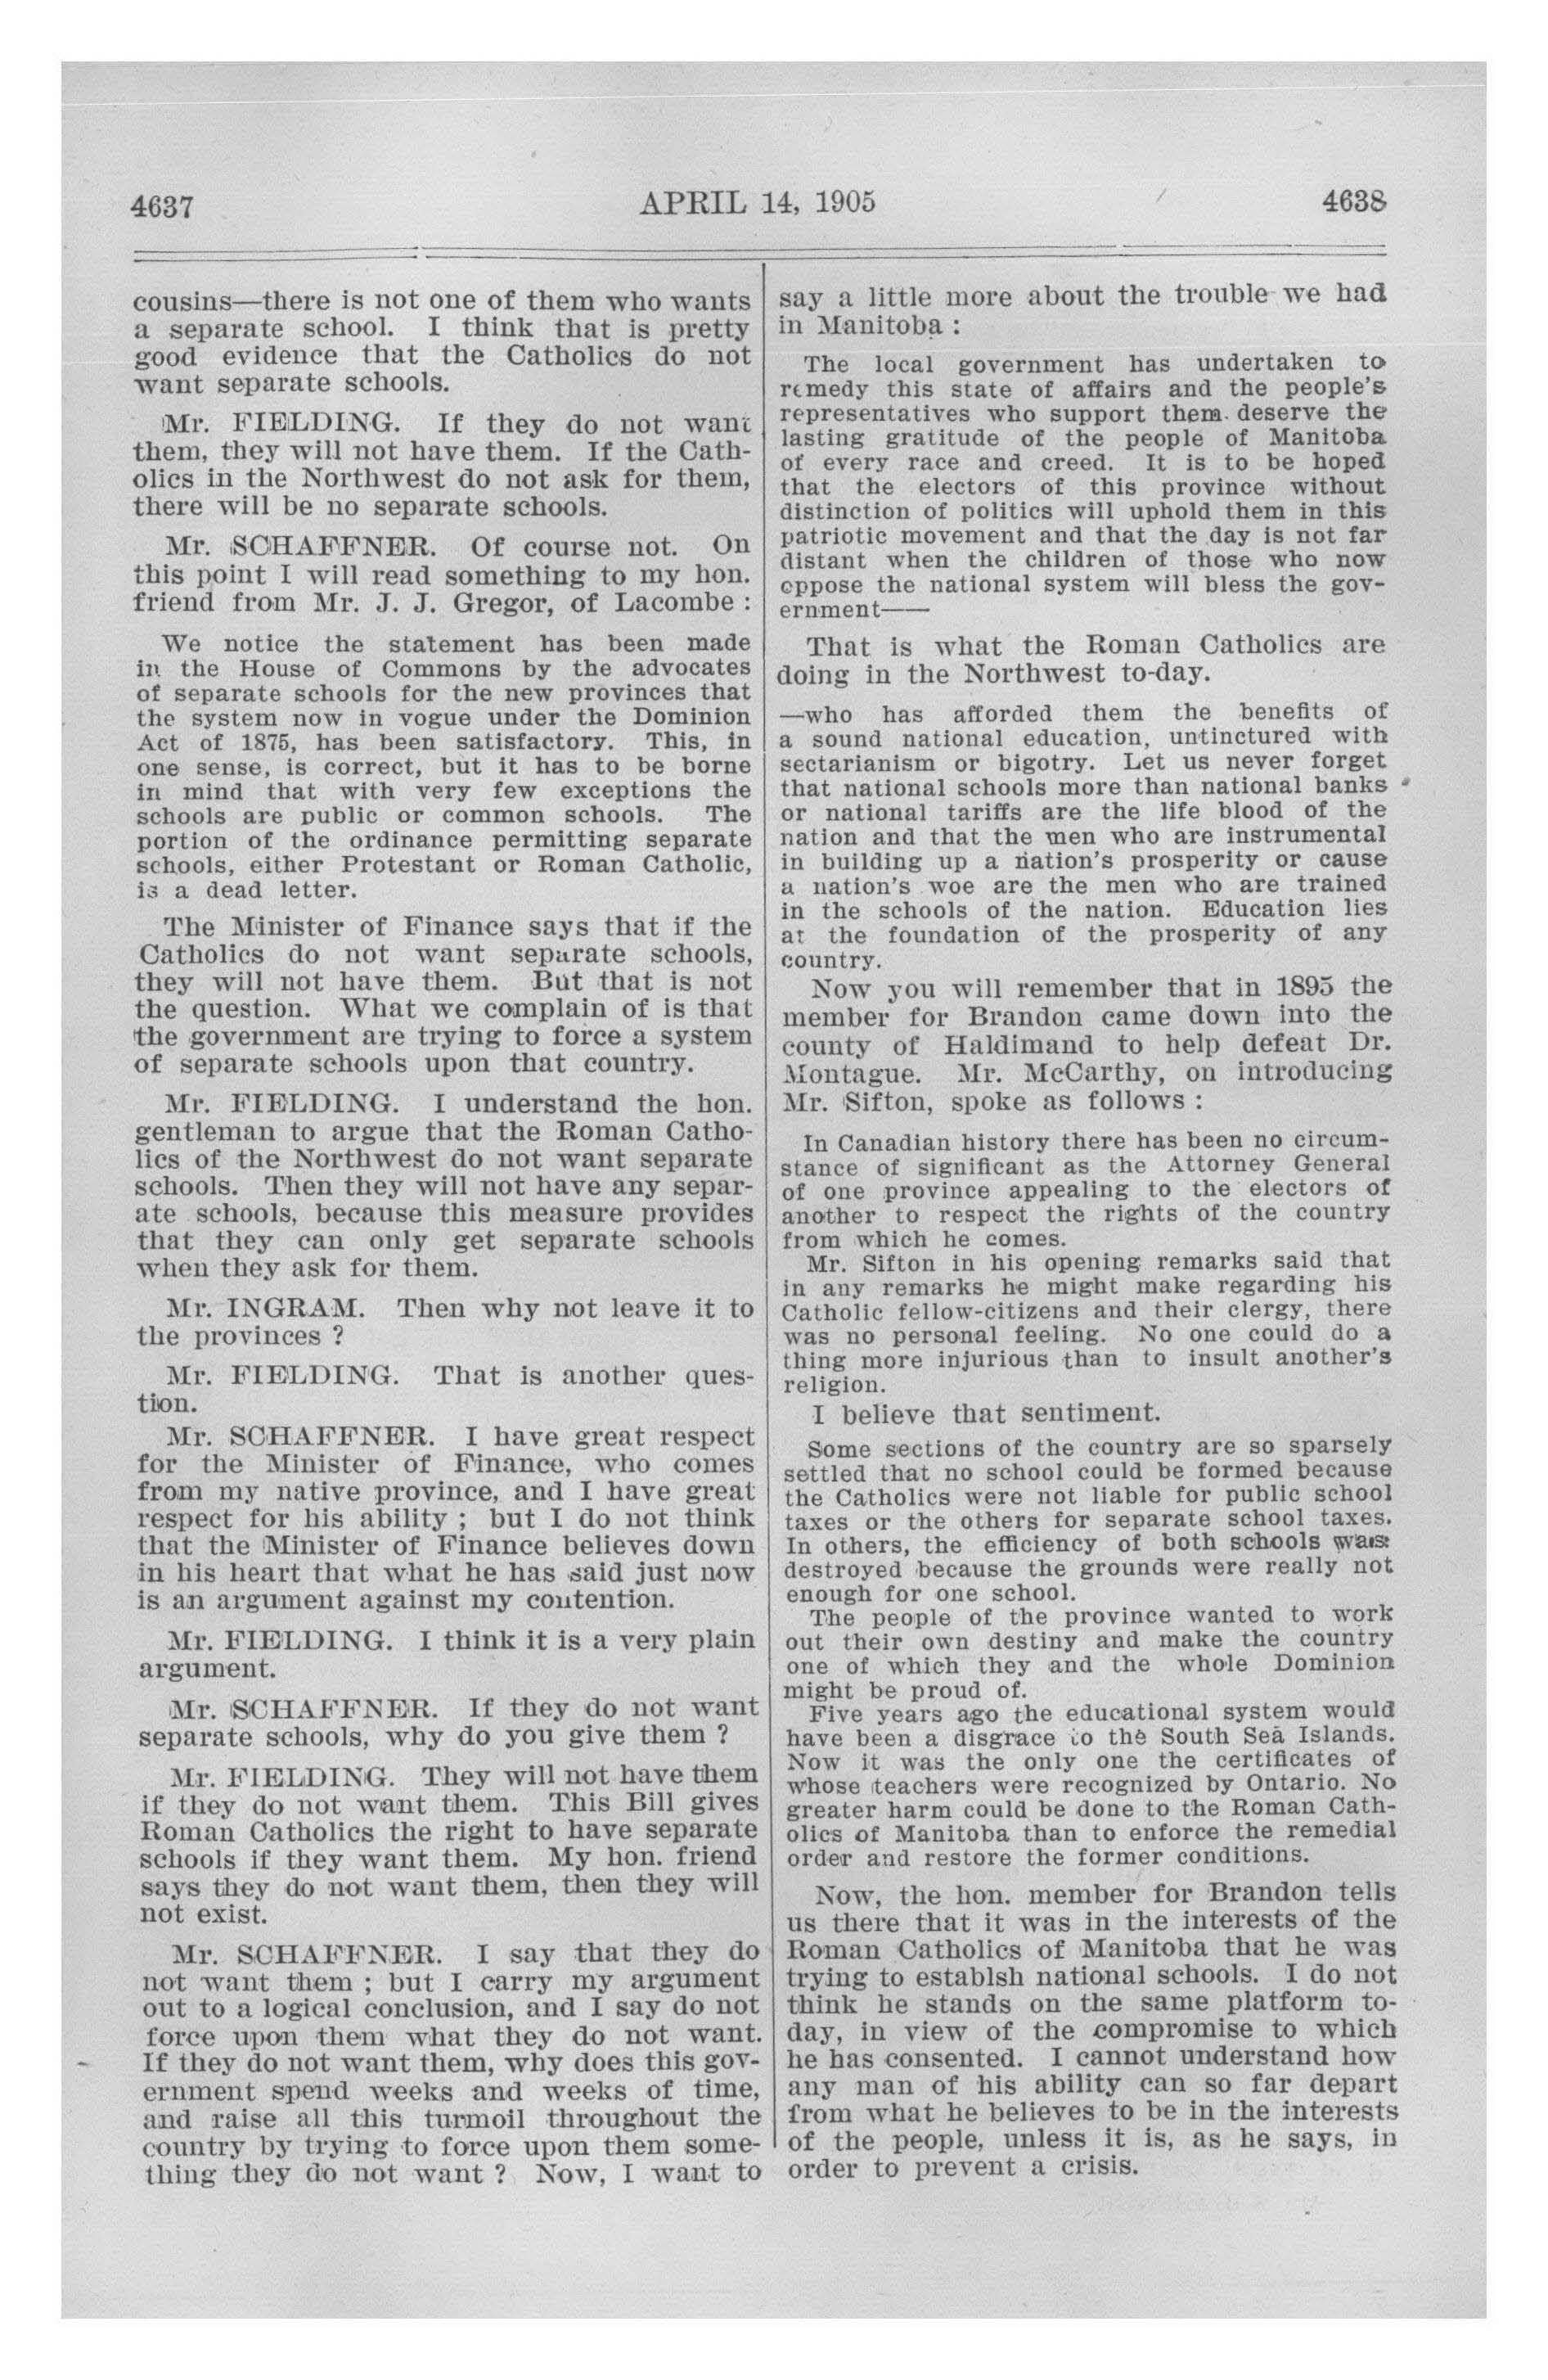 4637
APRIL 14, 1905
4638
cousins—there is not one of them who wants
a separate school. I think that is pretty
good evidence that the Catholics do not
want separate schools.
Mr. FIELDING. If they do not want
them, they will not have them. If the Cath-
olics in the Northwest do not ask for them,
there will be no separate schools.
Mr. SCHAFFNER. Of course not. On
this point I will read something to my hon.
friend from Mr. J. J. Gregor, of Lacombe :
We notice the statement has been made
in the House of Commons by the advocates
of separate schools for the new provinces that
the system now in vogue under the Dominion
Act of 1875, has been satisfactory. This, in
one sense, is correct, but it has to be borne
in mind that with very few exceptions the
schools are public or common schools. The
portion of the ordinance permitting separate
schools, either Protestant or Roman Catholic,
is a dead letter.
The Minister of Finance says that if the
Catholics do not want separate schools,
they will not have them. But that is not
the question. What we complain of is that
the government are trying to force a system
of separate schools upon that country.
Mr. FIELDING. I understand the hon.
gentleman to argue that the Roman Catho-
lics of the Northwest do not want separate
schools. Then they will not have any separ-
ate schools, because this measure provides
that they can only get separate schools
when they ask for them.
Mr. INGRAM. Then why not leave it to
the provinces ?
Mr. FIELDING. That is another ques-
tion.
Mr. SCHAFFNER. I have great respect
for the Minister of Finance, who comes
from my native province, and I have great
respect for his ability ; but I do not think
that the Minister of Finance believes down
in his heart that what he has said just now
is an argument against my contention.
Mr. FIELDING. I think it is a very plain
argument.
Mr. SCHAFFNER. If they do not want
separate schools, why do you give them ?
Mr. FIELDING. They will not have them
if they do not want them. This Bill gives
Roman Catholics the right to have separate
schools if they want them. My hon. friend
says they do not want them, then they will
not exist.
Mr. SCHAFFNER. I say that they do
not want them ; but I carry my argument
out to a logical conclusion, and I say do not
force upon them what they do not want.
If they do not want them, why does this gov-
ernment spend weeks and weeks of time,
and raise all this turmoil throughout the
country by trying to force upon them some-
thing they do not want ? Now, I want to
say a little more about the trouble we had
in Manitoba :
The local government has undertaken to
remedy this state of affairs and the people's
representatives who support them deserve the
lasting gratitude of the people of Manitoba
of every race and creed. It is to be hoped
that the electors of this province without
distinction of politics will uphold them in this
patriotic movement and that the day is not far
distant when the children of those who now
oppose the national system will bless the gov-
ernment——
That is what the Roman Catholics are
doing in the Northwest to-day.
—who has afforded them the benefits of
a sound national education, untinctured with
sectarianism or bigotry. Let us never forget
that national schools more than national banks
or national tariffs are the life blood of the
nation and that the men who are instrumental
in building up a nation's prosperity or cause
a nation's woe are the men who are trained
in the schools of the nation. Education lies
at the foundation of the prosperity of any
country.
Now you will remember that in 1895 the
member for Brandon came down into the
county of Haldimand to help defeat Dr.
Montague. Mr. McCarthy, on introducing
Mr. Sifton, spoke as follows :
In Canadian history there has been no circum-
stance of significant as the Attorney General
of one province appealing to the electors of
another to respect the rights of the country
from which he comes.
Mr. Sifton in his opening remarks said that
in any remarks he might make regarding his
Catholic fellow-citizens and their clergy, there
was no personal feeling. No one could do a
thing more injurious than to insult another's
religion.
I believe that sentiment.
Some sections of the country are so sparsely
settled that no school could be formed because
the Catholics were not liable for public school
taxes or the others for separate school taxes.
In others, the efficiency of both schools was
destroyed because the grounds were really not
enough for one school.
The people of the province wanted to work
out their own destiny and make the country
one of which they and the whole Dominion
might be proud of.
Five years ago the educational system would
have been a disgrace to the South Sea Islands.
Now it was the only one the certificates of
whose teachers were recognized by Ontario. No
greater harm could be done to the Roman Cath-
olics of Manitoba than to enforce the remedial
order and restore the former conditions.
Now, the hon. member for Brandon tells
us there that it was in the interests of the
Roman Catholics of Manitoba that he was
trying to establsh national schools. I do not
think he stands on the same platform to-
day, in view of the compromise to which
he has consented. I cannot understand how
any man of his ability can so far depart
from what he believes to be in the interests
of the people, unless it is, as he says, in
order to prevent a crisis.